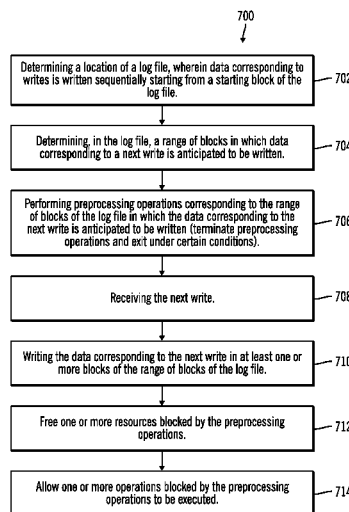 700
Determining a location of a log file, wherein data corresponding to
writes is written sequentially starting from a starting block of the
log file.
702
Determining, in the log file, a range of blocks in which data
corresponding to a next write is anticipated to be written.
704
Performing preprocessing operations corresponding to the range
of blocks of the log file in which the data corresponding to the
next write is anticipated to be written (terminate preprocessing
operations and exit under certain conditions).
706
Receiving the next write.
708
Writing the data corresponding to the next write in at least one or
more blocks of the range of blocks of the log file.
710
Free one or more resources blocked by the preprocessing
operations.
712
Allow one or more operations blocked by the preprocessing
operations to be executed.
714